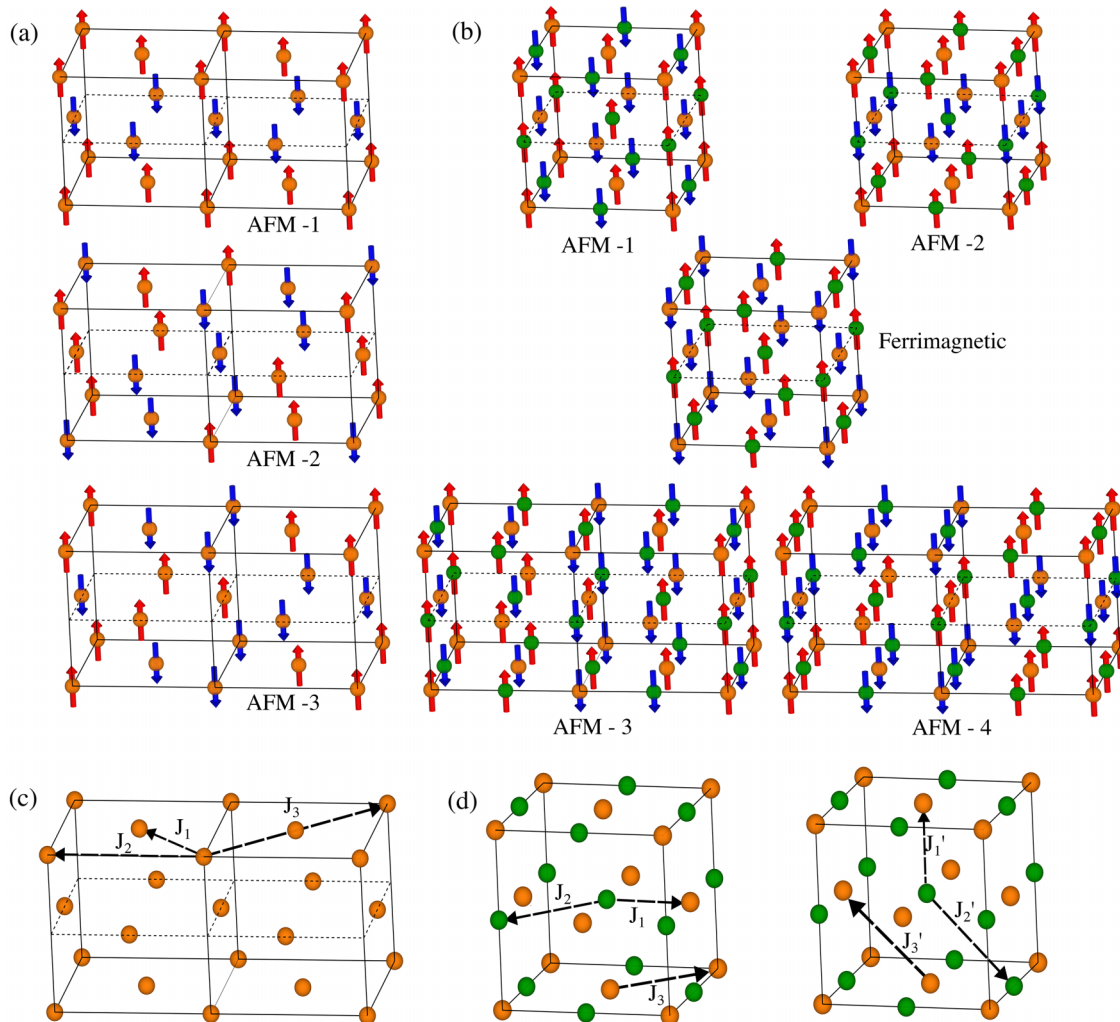 (a)
AFM -1
AFM -2
AFM -3
(b)
AFM -1
AFM -2
Ferrimagnetic
AFM - 3
AFM - 4
(c)
J₁
J₂
J₃
(d)
J₂
J₁
J₃
J₁'
J₂'
J₃'